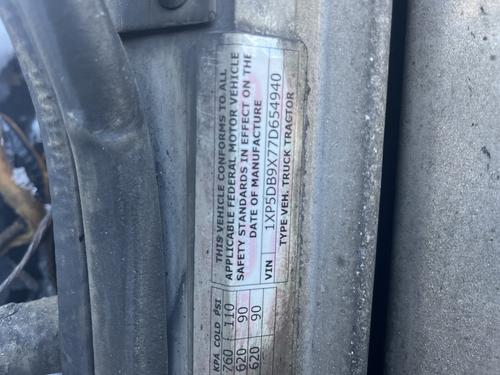 THIS VEHICLE CONFORMS TO ALL
APPLICABLE FEDERAL MOTOR VEHICLE
SAFETY STANDARDS IN EFFECT ON THE
DATE OF MANUFACTURE
VIN 1XP5DB9X77D654940
TYPE-VEH. TRUCK TRACTOR
KPA COLD PSI
760 110
620 90
620 90